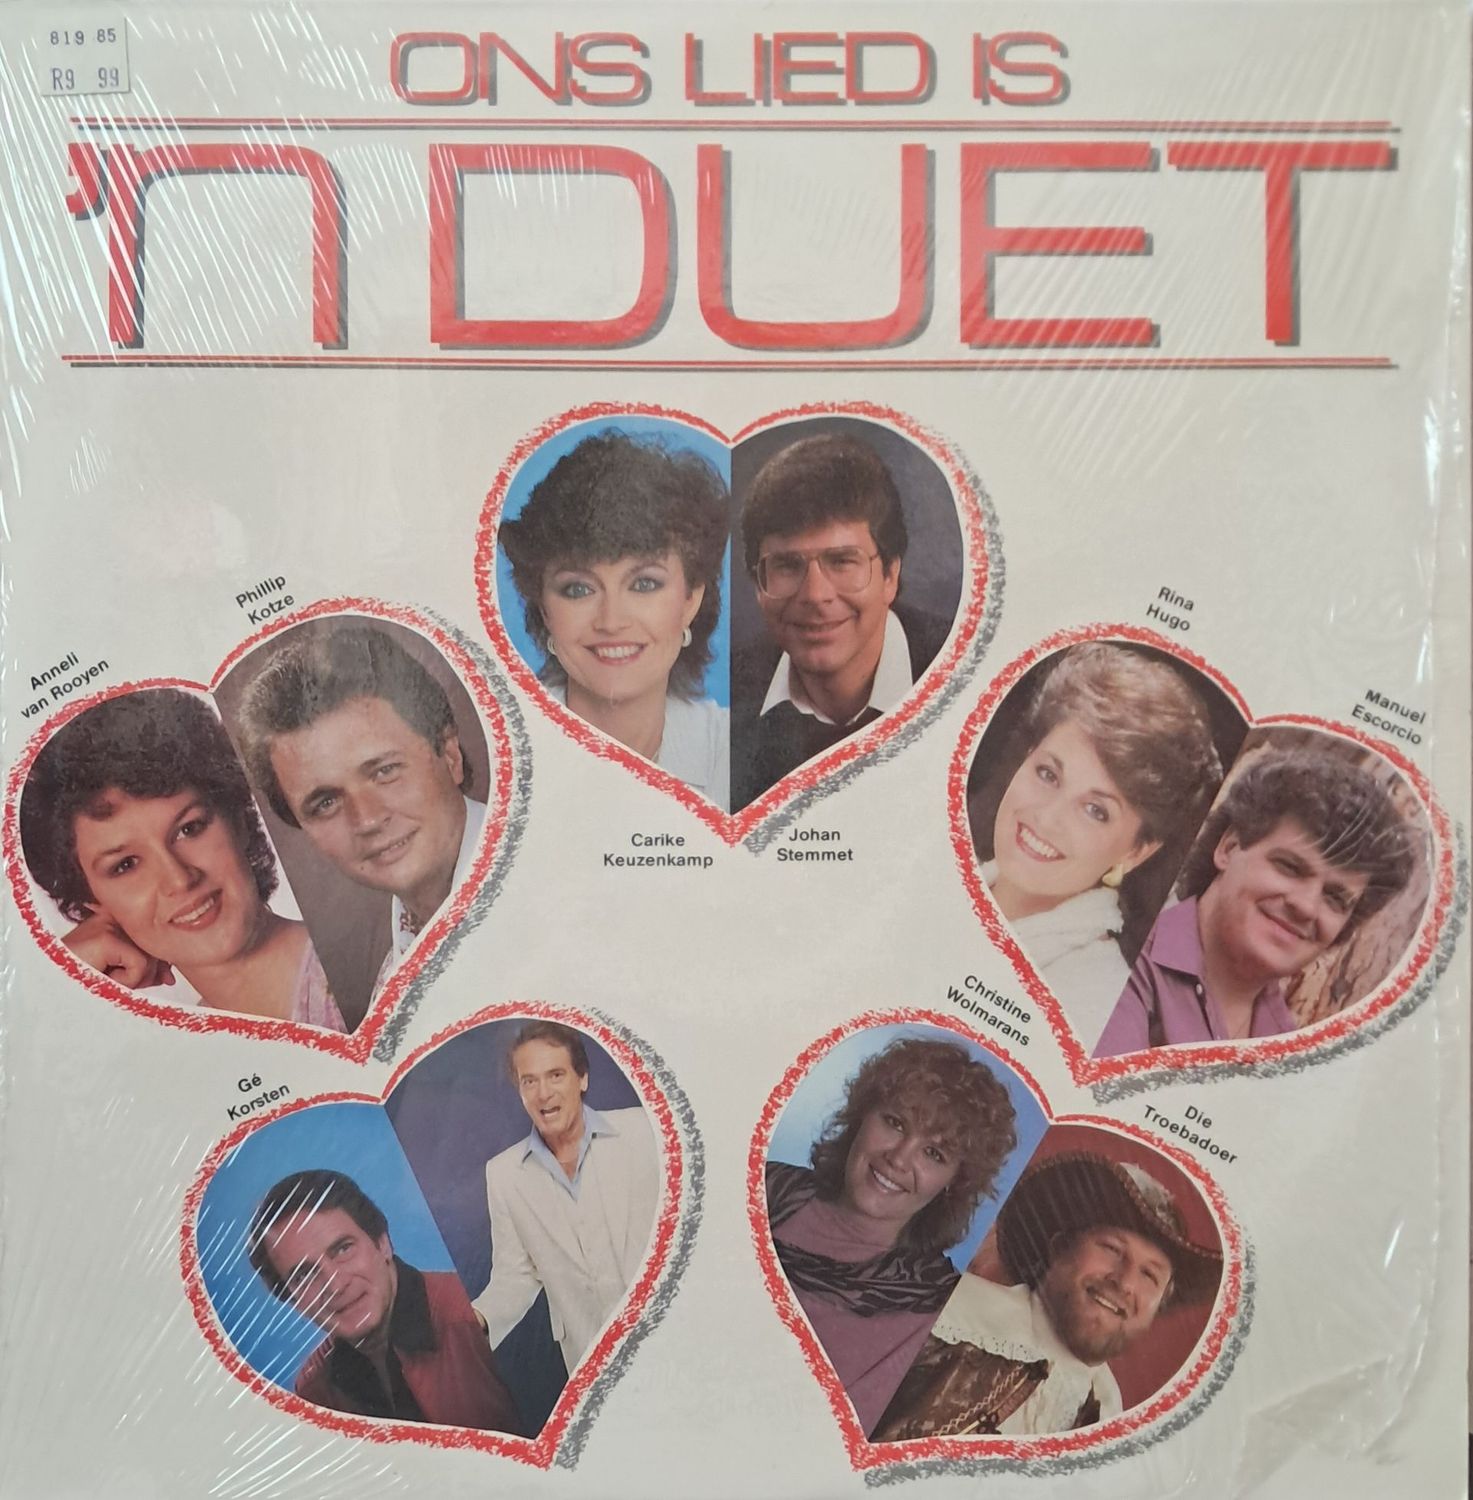 819 85
R9 99
ONS LIED IS
'n DUET
Phillip
Kotze
Anneli
van Rooyen
Carike
Keuzenkamp
Johan
Stemmet
Rina
Hugo
Manuel
Escorcio
Gé
Korsten
Christine
Wolmarans
Die
Troebadoer